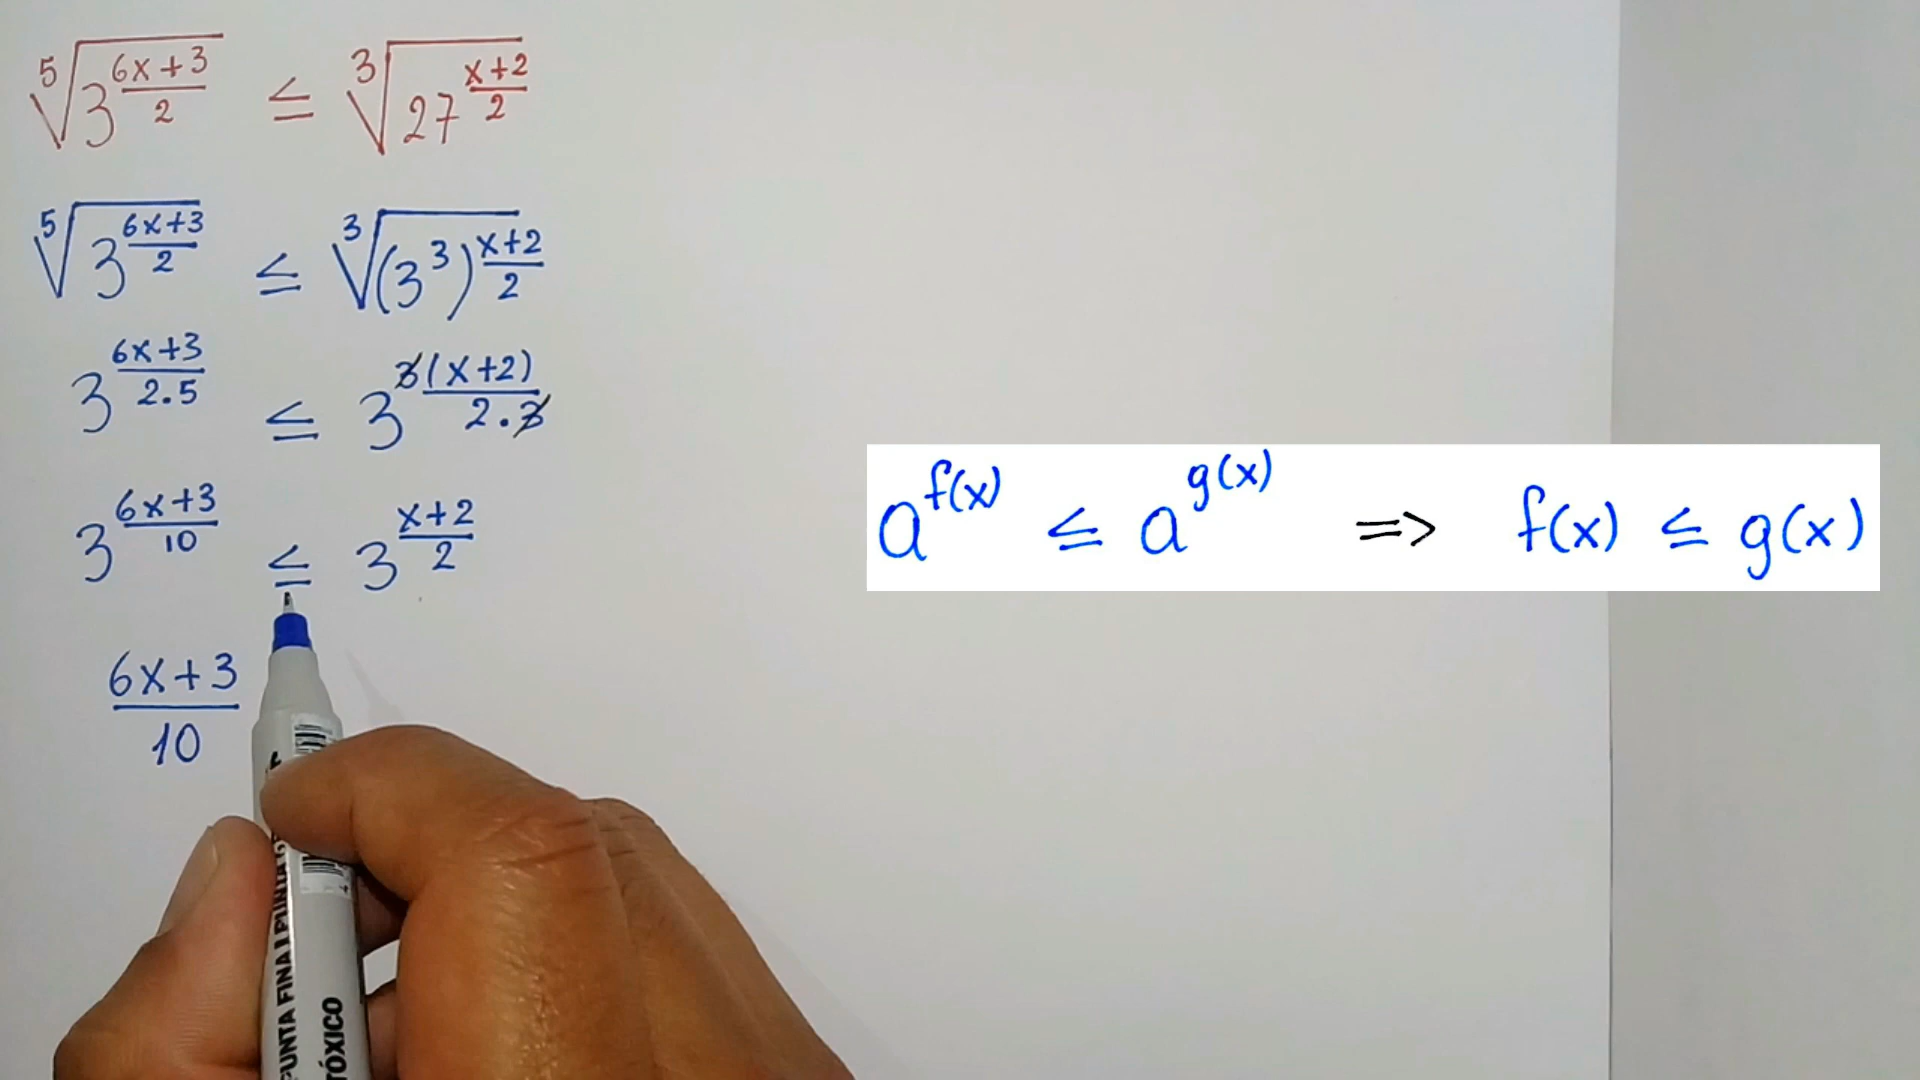 ⁵√(3^((6x+3)/2)) ≤ ³√(27^((x+2)/2))
⁵√(3^((6x+3)/2)) ≤ ³√((3³)^((x+2)/2))
3^((6x+3)/(2.5)) ≤ 3^(3(x+2)/(2.3))
3^((6x+3)/10) ≤ 3^((x+2)/2)
a^f(x) ≤ a^g(x) => f(x) ≤ g(x)
(6x+3)/10
PUNTA FINA
TÓXICO